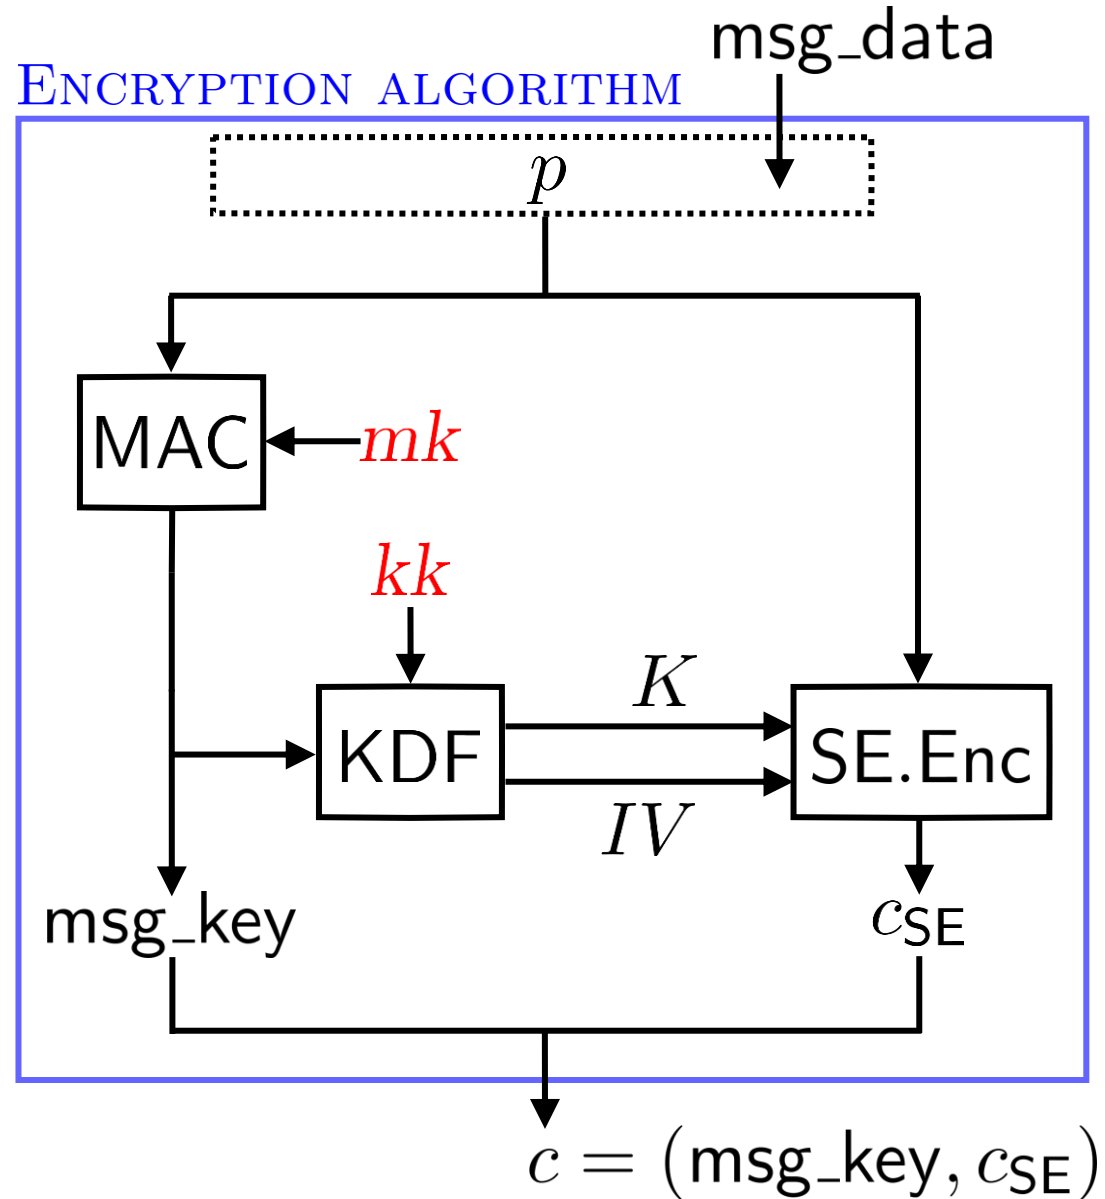 msg_data
ENCRYPTION ALGORITHM
p
MAC
mk
kk
K
KDF
SE.Enc
IV
msg_key
c_SE
c = (msg_key, c_SE)